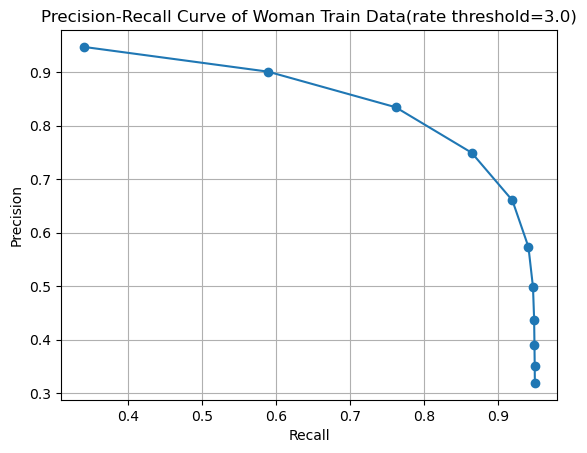 Precision-Recall Curve of Woman Train Data(rate threshold=3.0)
0.9
0.8
0.7
0.6
0.5
0.4
0.3
Precision
0.4 0.5 0.6 0.7 0.8 0.9
Recall